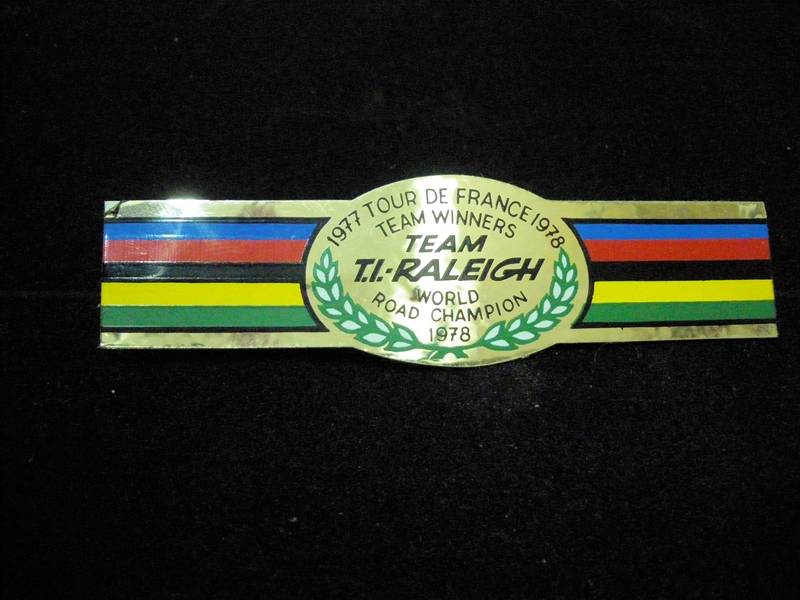 1977 TOUR DE FRANCE 1978
TEAM WINNERS
TEAM
T.I.-RALEIGH
WORLD
ROAD CHAMPION
1978